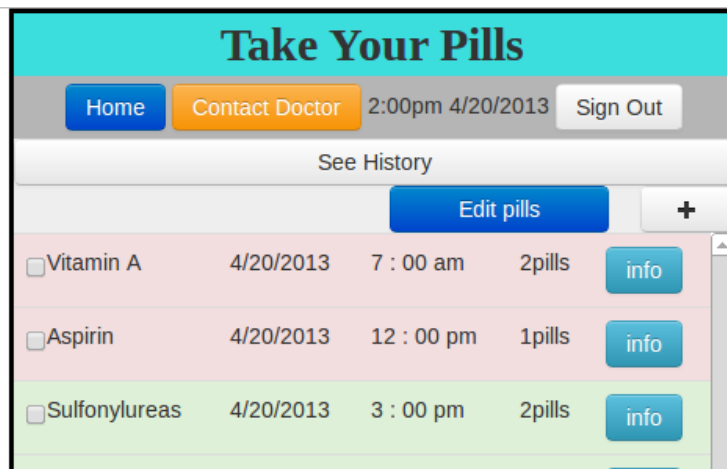 Take Your Pills
Home Contact Doctor 2:00pm 4/20/2013 Sign Out
See History
Edit pills +
Vitamin A 4/20/2013 7 : 00 am 2pills info
Aspirin 4/20/2013 12 : 00 pm 1pills info
Sulfonylureas 4/20/2013 3 : 00 pm 2pills info